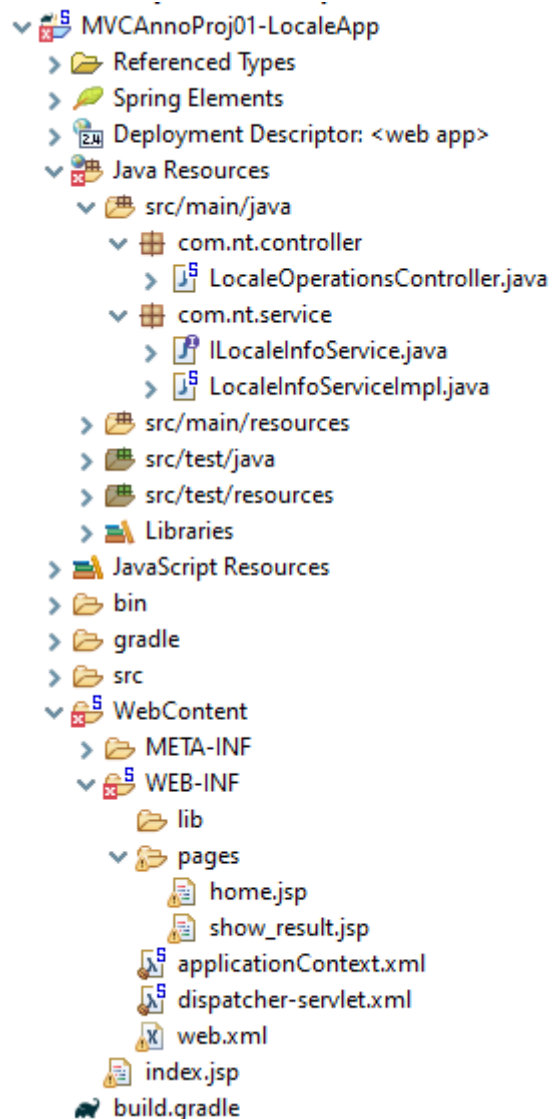 MVCAnnoProj01-LocaleApp
Referenced Types
Spring Elements
Deployment Descriptor: <web app>
Java Resources
src/main/java
com.nt.controller
LocaleOperationsController.java
com.nt.service
ILocaleInfoService.java
LocaleInfoServiceImpl.java
src/main/resources
src/test/java
src/test/resources
Libraries
JavaScript Resources
bin
gradle
src
WebContent
META-INF
WEB-INF
lib
pages
home.jsp
show_result.jsp
applicationContext.xml
dispatcher-servlet.xml
web.xml
index.jsp
build.gradle